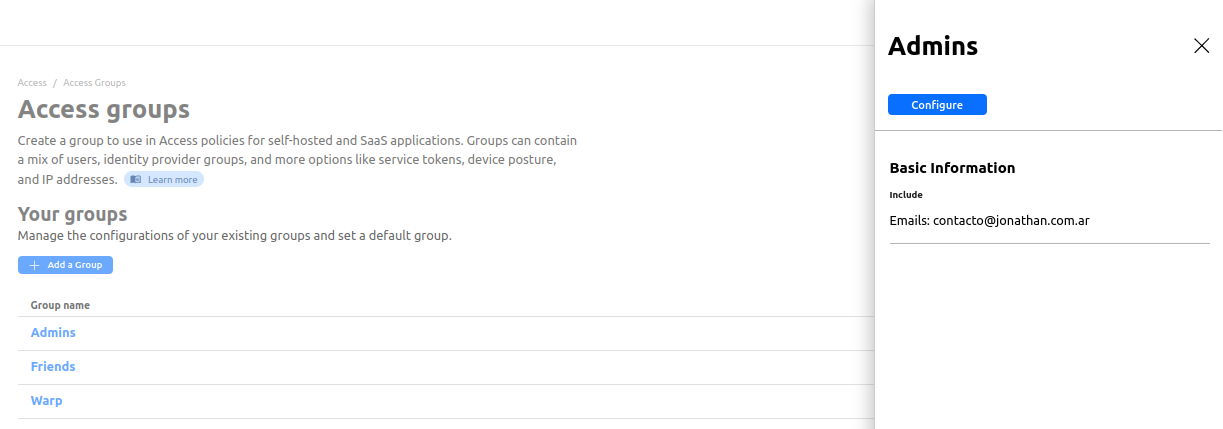 Access / Access Groups
Access groups
Create a group to use in Access policies for self-hosted and SaaS applications. Groups can contain
a mix of users, identity provider groups, and more options like service tokens, device posture,
and IP addresses. Learn more
Your groups
Manage the configurations of your existing groups and set a default group.
Add a Group
Group name
Admins
Friends
Warp
Admins
Configure
Basic Information
Include
Emails: contacto@jonathan.com.ar